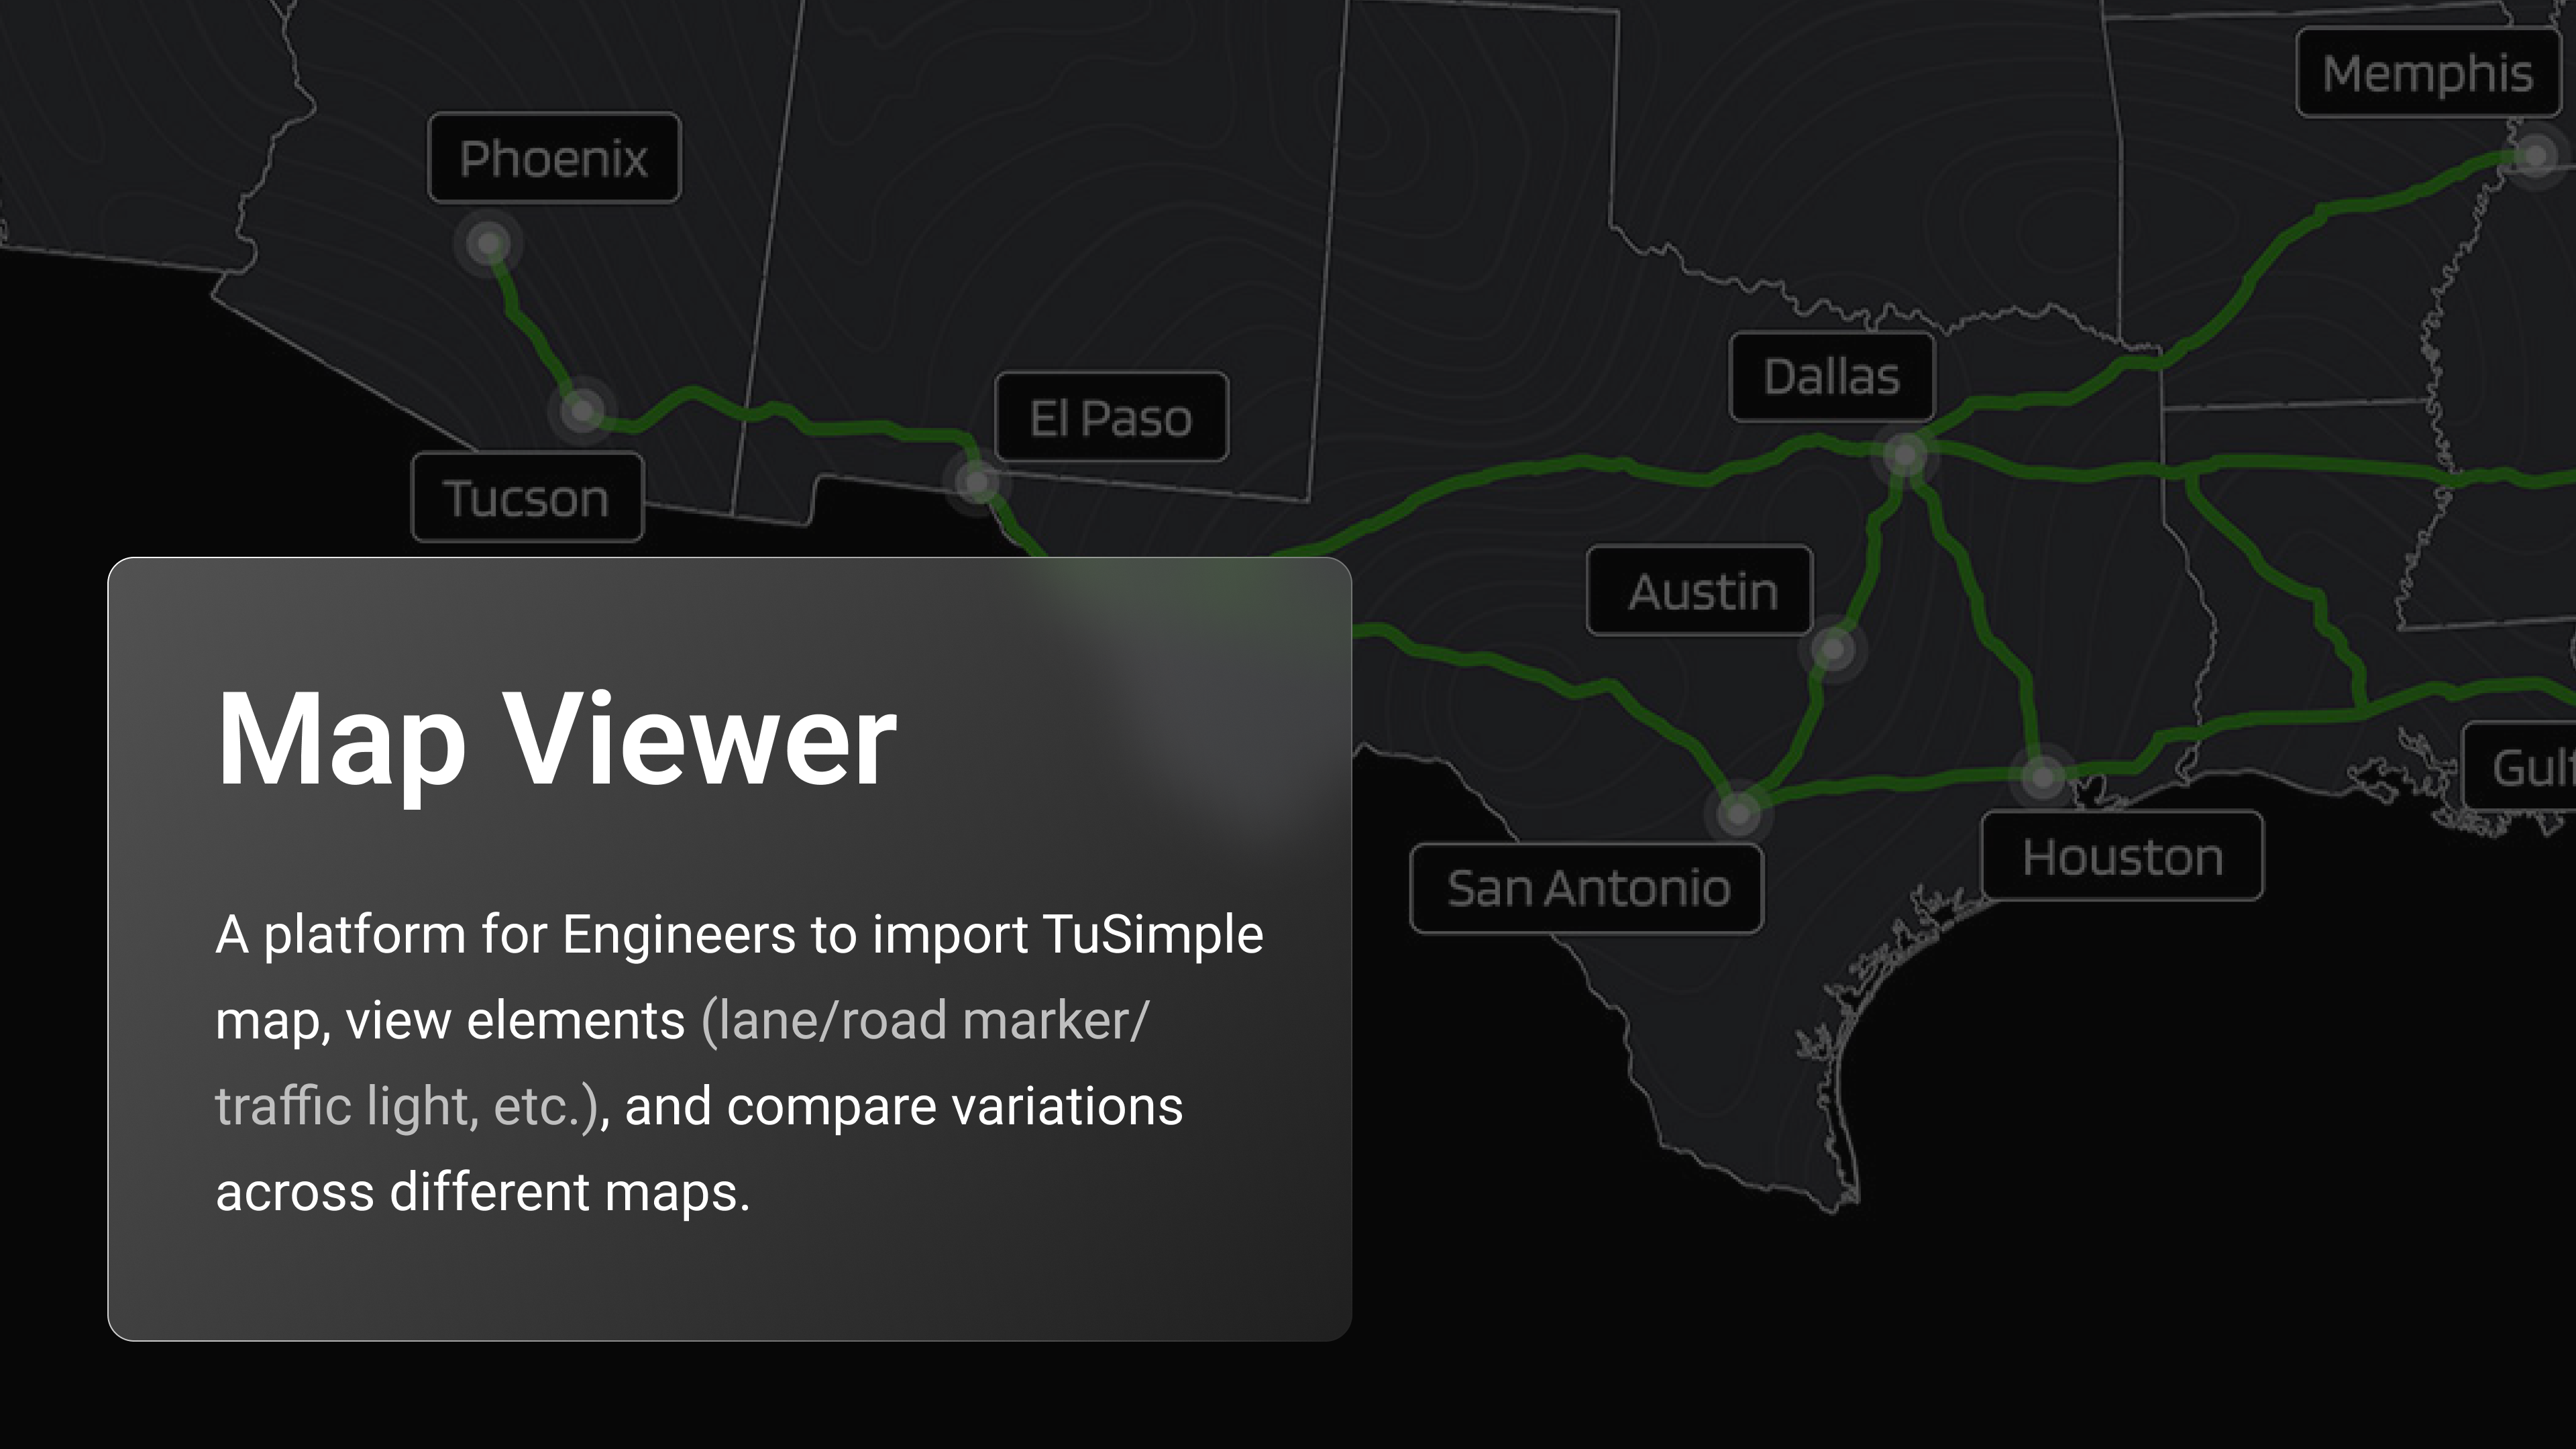 Memphis
Phoenix
Dallas
El Paso
Tucson
Austin
Map Viewer
Gulf
Houston
San Antonio
A platform for Engineers to import TuSimple
map, view elements (lane/road marker/
traffic light, etc.), and compare variations
across different maps.